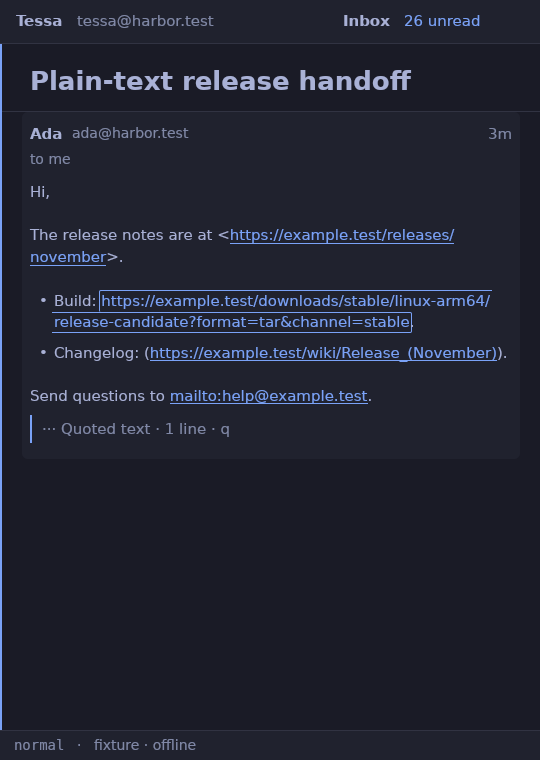 Tessa tessa@harbor.test Inbox 26 unread
Plain-text release handoff
Ada ada@harbor.test 3m
to me
Hi,
The release notes are at <https://example.test/releases/
november>.
• Build: https://example.test/downloads/stable/linux-arm64/
release-candidate?format=tar&channel=stable.
• Changelog: (https://example.test/wiki/Release_(November)).
Send questions to mailto:help@example.test.
··· Quoted text · 1 line · q
normal · fixture · offline